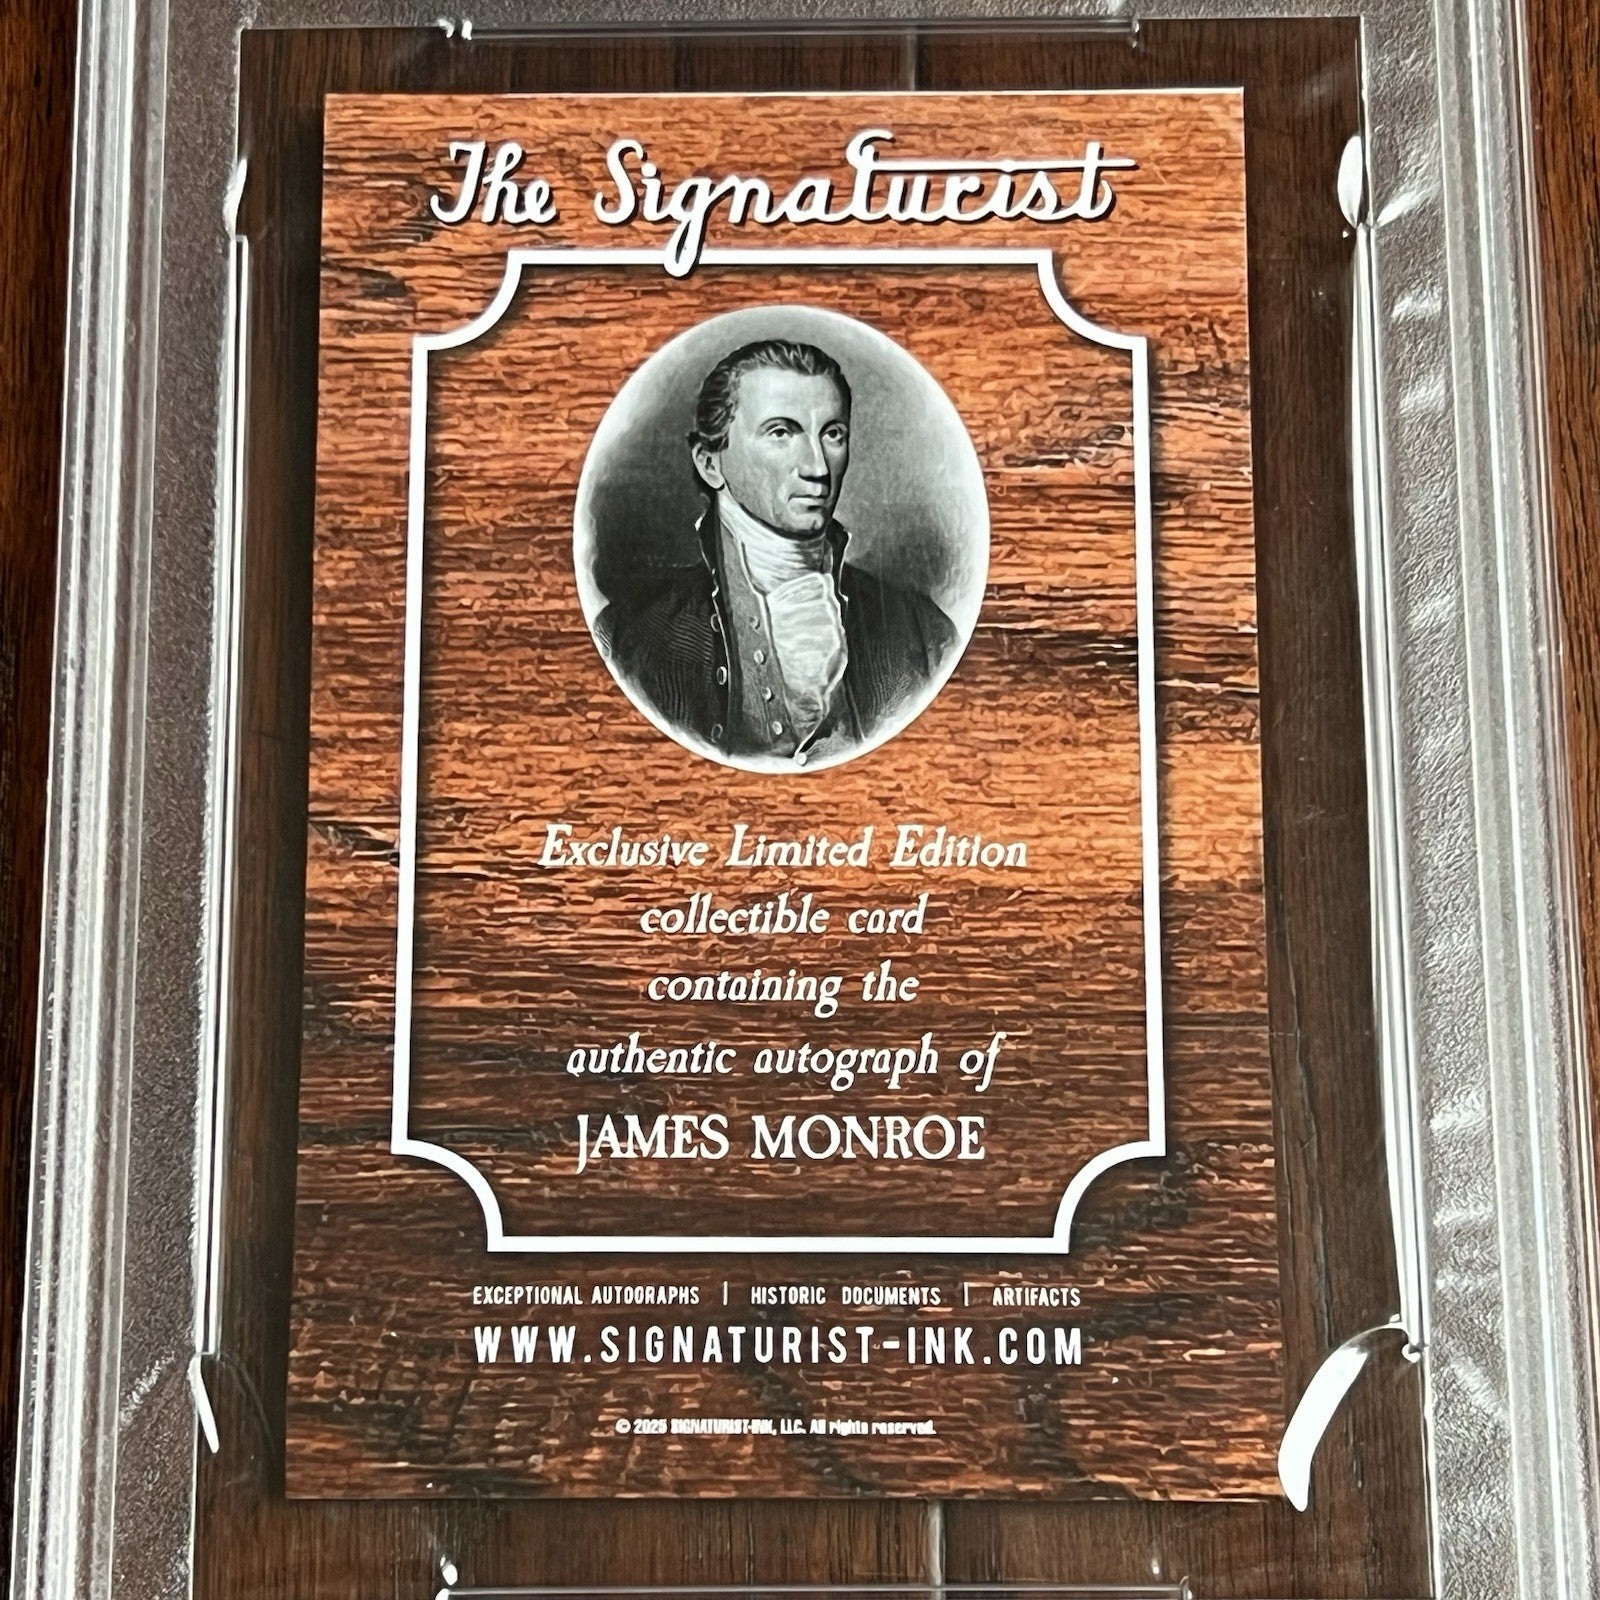 The Signaturist
Exclusive Limited Edition
collectible card
containing the
authentic autograph of
JAMES MONROE
EXCEPTIONAL AUTOGRAPHS | HISTORIC DOCUMENTS | ARTIFACTS
WWW.SIGNATURIST-INK.COM
© 2025 SIGNATURIST-INK, LLC. All rights reserved.